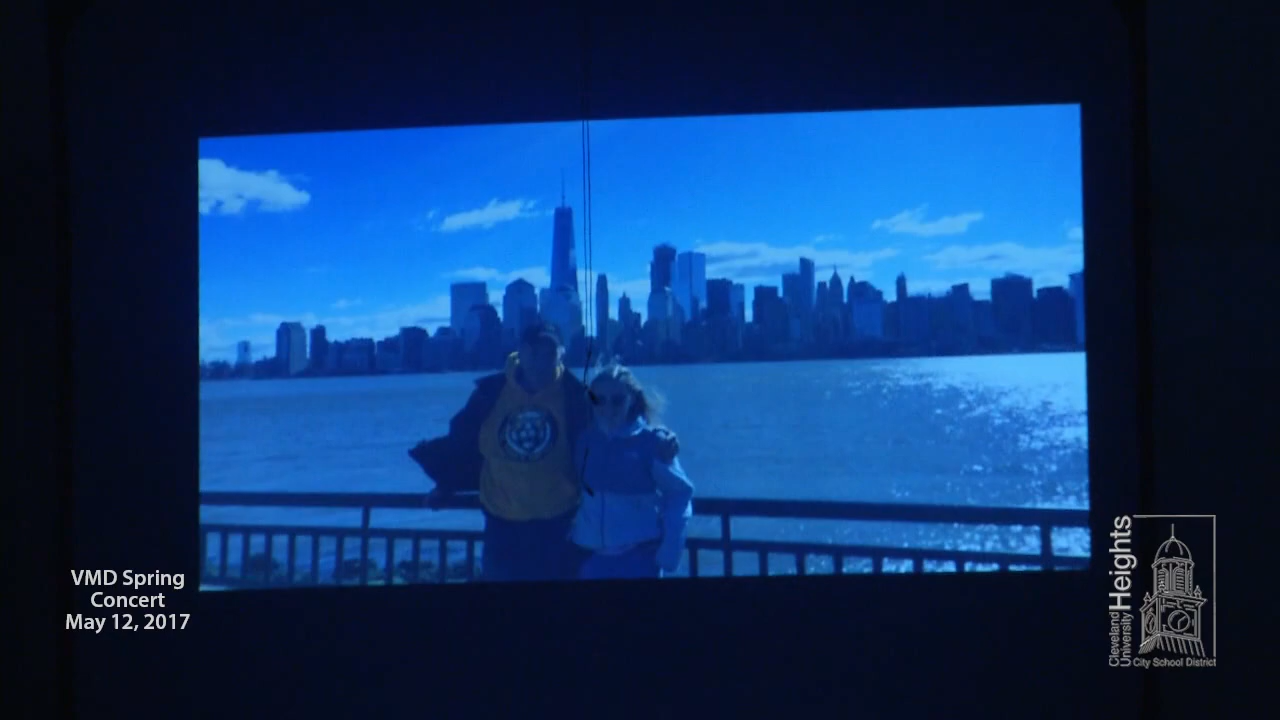 VMD Spring
Concert
May 12, 2017
Cleveland
University
Heights
City School District